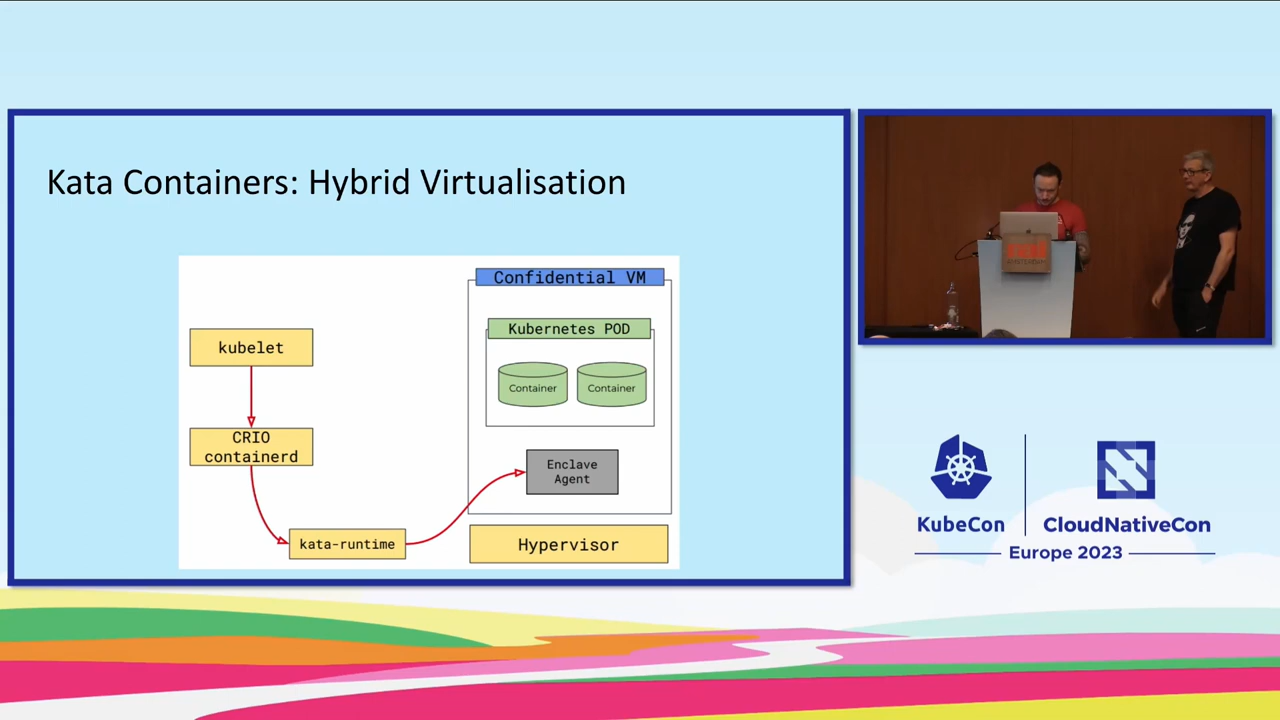 Kata Containers: Hybrid Virtualisation
Confidential VM
kubelet
Kubernetes POD
Container
Container
CRIO
containerd
Enclave
Agent
kata-runtime
Hypervisor
KubeCon
CloudNativeCon
Europe 2023